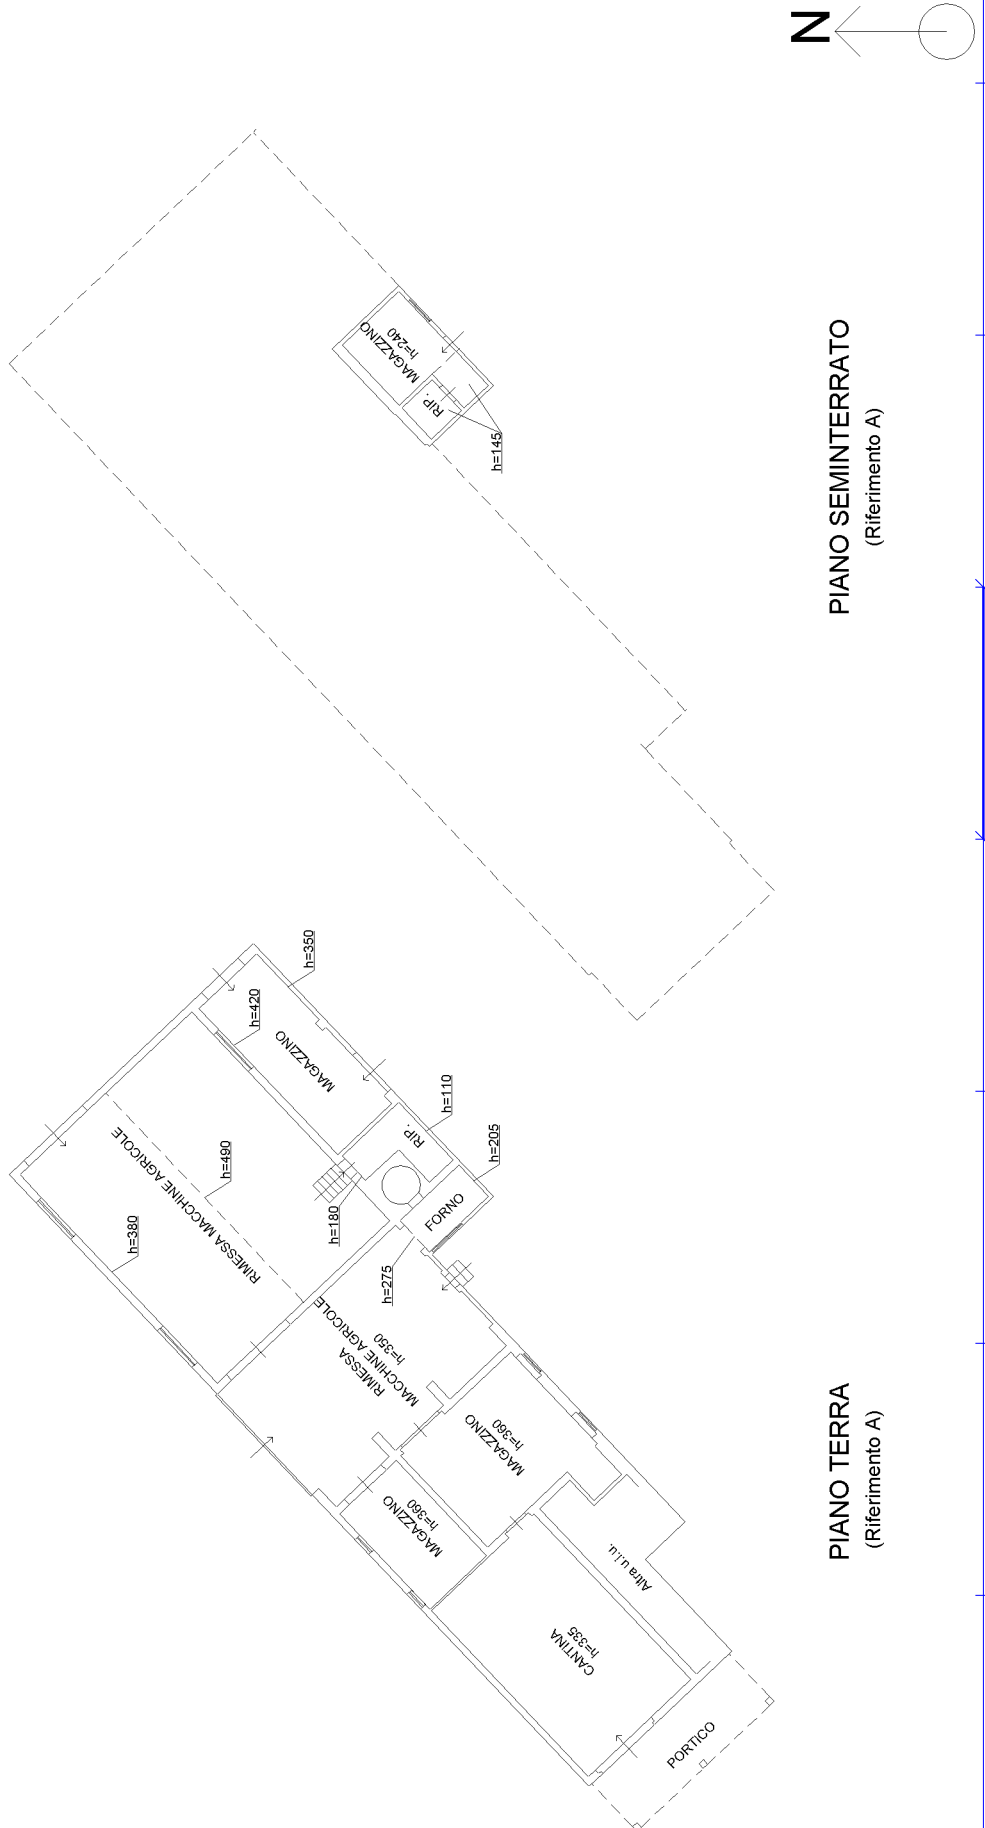 N
MAGAZZINO
h=240
RIP.
h=145
PIANO SEMINTERRATO
(Riferimento A)
h=350
h=420
MAGAZZINO
h=110
RIP.
h=205
FORNO
h=180
h=275
h=490
RIMESSA MACCHINE AGRICOLE
h=380
RIMESSA
MACCHINE AGRICOLE
h=350
MAGAZZINO
h=360
MAGAZZINO
h=360
CANTINA
h=335
Altra u.i.u.
PORTICO
PIANO TERRA
(Riferimento A)